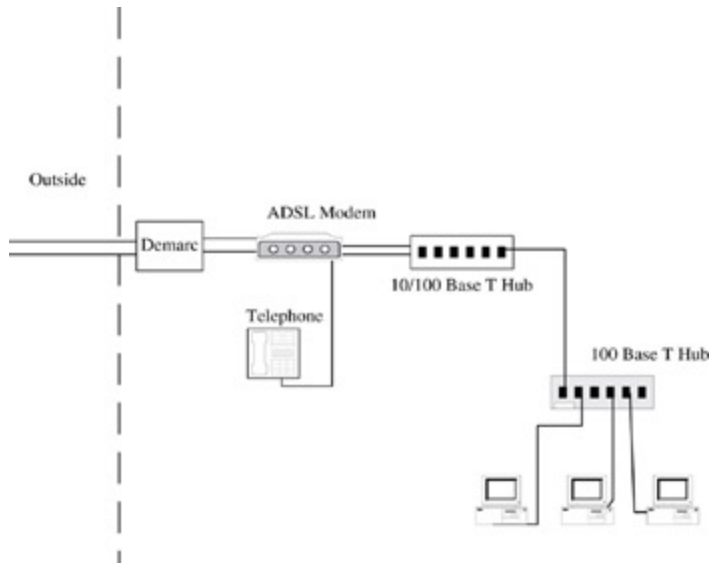 Outside
ADSL Modem
Demarc
10/100 Base T Hub
Telephone
100 Base T Hub